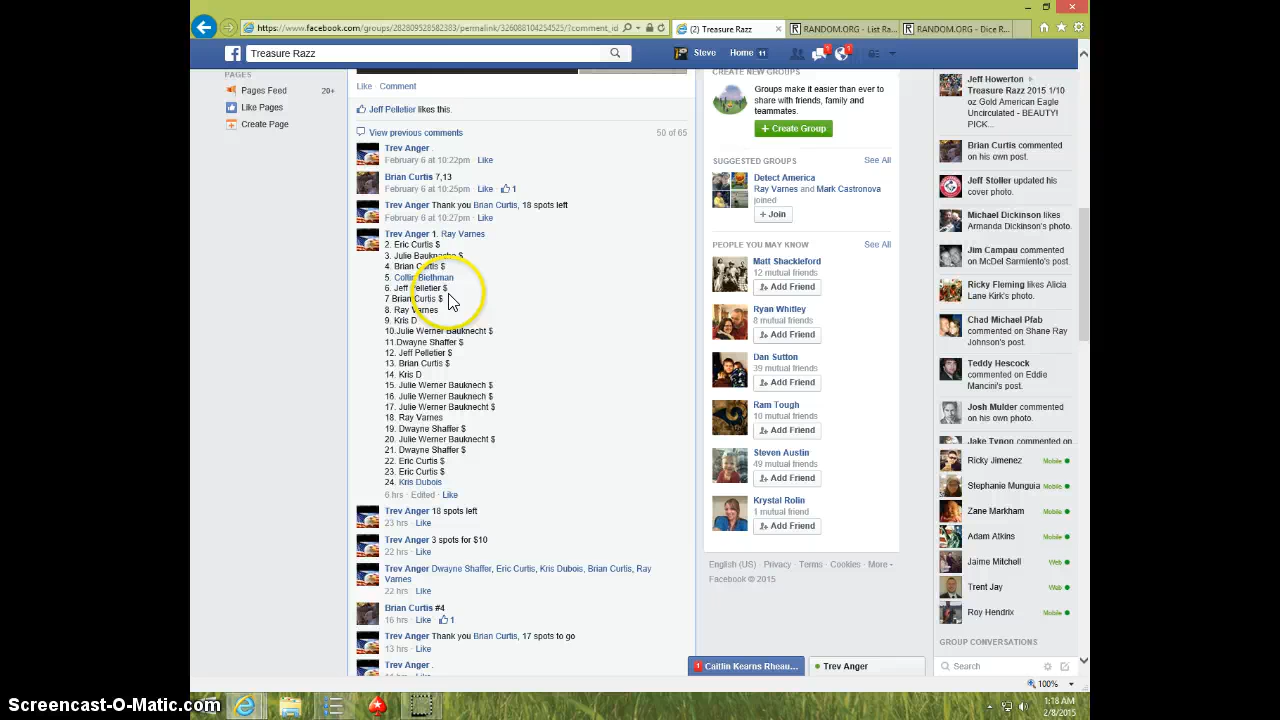 https://www.facebook.com/groups/282809528582383/permalink/326088104254525/?comment_id
(2) Treasure Razz
RANDOM.ORG - List Ra...
RANDOM.ORG - Dice R...
Treasure Razz
Steve
Home 11
1
1
PAGES
Pages Feed 20+
Like Pages
Create Page
Like · Comment
Jeff Pelletier likes this.
View previous comments
50 of 65
Trev Anger .
February 6 at 10:22pm Like
Brian Curtis 7,13
February 6 at 10:25pm Like 1
Trev Anger Thank you Brian Curtis, 18 spots left
February 6 at 10:27pm · Like
Trev Anger 1. Ray Varnes
2. Eric Curtis $
3. Julie Bauknecht $
4. Brian Curtis $
5. Collin Biethman
6. Jeff Pelletier $
7 Brian Curtis $
8. Ray Varnes
9. Kris D
10.Julie Werner Bauknecht $
11.Dwayne Shaffer $
12. Jeff Pelletier $
13. Brian Curtis $
14. Kris D
15. Julie Werner Bauknech $
16. Julie Werner Bauknech $
17. Julie Werner Bauknecht $
18. Ray Varnes
19. Dwayne Shaffer $
20. Julie Werner Bauknecht $
21. Dwayne Shaffer $
22. Eric Curtis $
23. Eric Curtis $
24. Kris Dubois
6 hrs · Edited · Like
Trev Anger 18 spots left
23 hrs · Like
Trev Anger 3 spots for $10
22 hrs · Like
Trev Anger Dwayne Shaffer, Eric Curtis, Kris Dubois, Brian Curtis, Ray
Varnes
22 hrs · Like
Brian Curtis #4
16 hrs · Like · 1
Trev Anger Thank you Brian Curtis, 17 spots to go
13 hrs · Like
Trev Anger .
CREATE NEW GROUPS
Groups make it easier than ever to
share with friends, family and
teammates.
+ Create Group
SUGGESTED GROUPS See All
Detect America
Ray Varnes and Mark Castronova
joined
+ Join
PEOPLE YOU MAY KNOW See All
Matt Shackleford
12 mutual friends
Add Friend
Ryan Whitley
8 mutual friends
Add Friend
Dan Sutton
39 mutual friends
Add Friend
Ram Tough
10 mutual friends
Add Friend
Steven Austin
49 mutual friends
Add Friend
Krystal Rolin
1 mutual friend
Add Friend
English (US) · Privacy · Terms · Cookies · More
Facebook © 2015
Jeff Howerton ▸
Treasure Razz 2015 1/10
oz Gold American Eagle
Uncirculated - BEAUTY!
PICK...
Brian Curtis commented
on his own post.
Jeff Stoller updated his
cover photo.
Michael Dickinson likes
Armanda Dickinson's photo.
Jim Campau commented
on McDel Sarmiento's post.
Ricky Fleming likes Alicia
Lane Kirk's photo.
Chad Michael Pfab
commented on Shane Ray
Johnson's post.
Teddy Hescock
commented on Eddie
Mancini's post.
Josh Mulder commented
on his own post.
Jake Tynon commented on
Ricky Jimenez Mobile
Stephanie Munguia Mobile
Zane Markham Mobile
Adam Atkins Mobile
Jaime Mitchell Web
Trent Jay Web
Roy Hendrix Mobile
GROUP CONVERSATIONS
1 Caitlin Kearns Rheau...
Trev Anger
Search
100%
Screencast-O-Matic.com
1:18 AM
2/8/2015